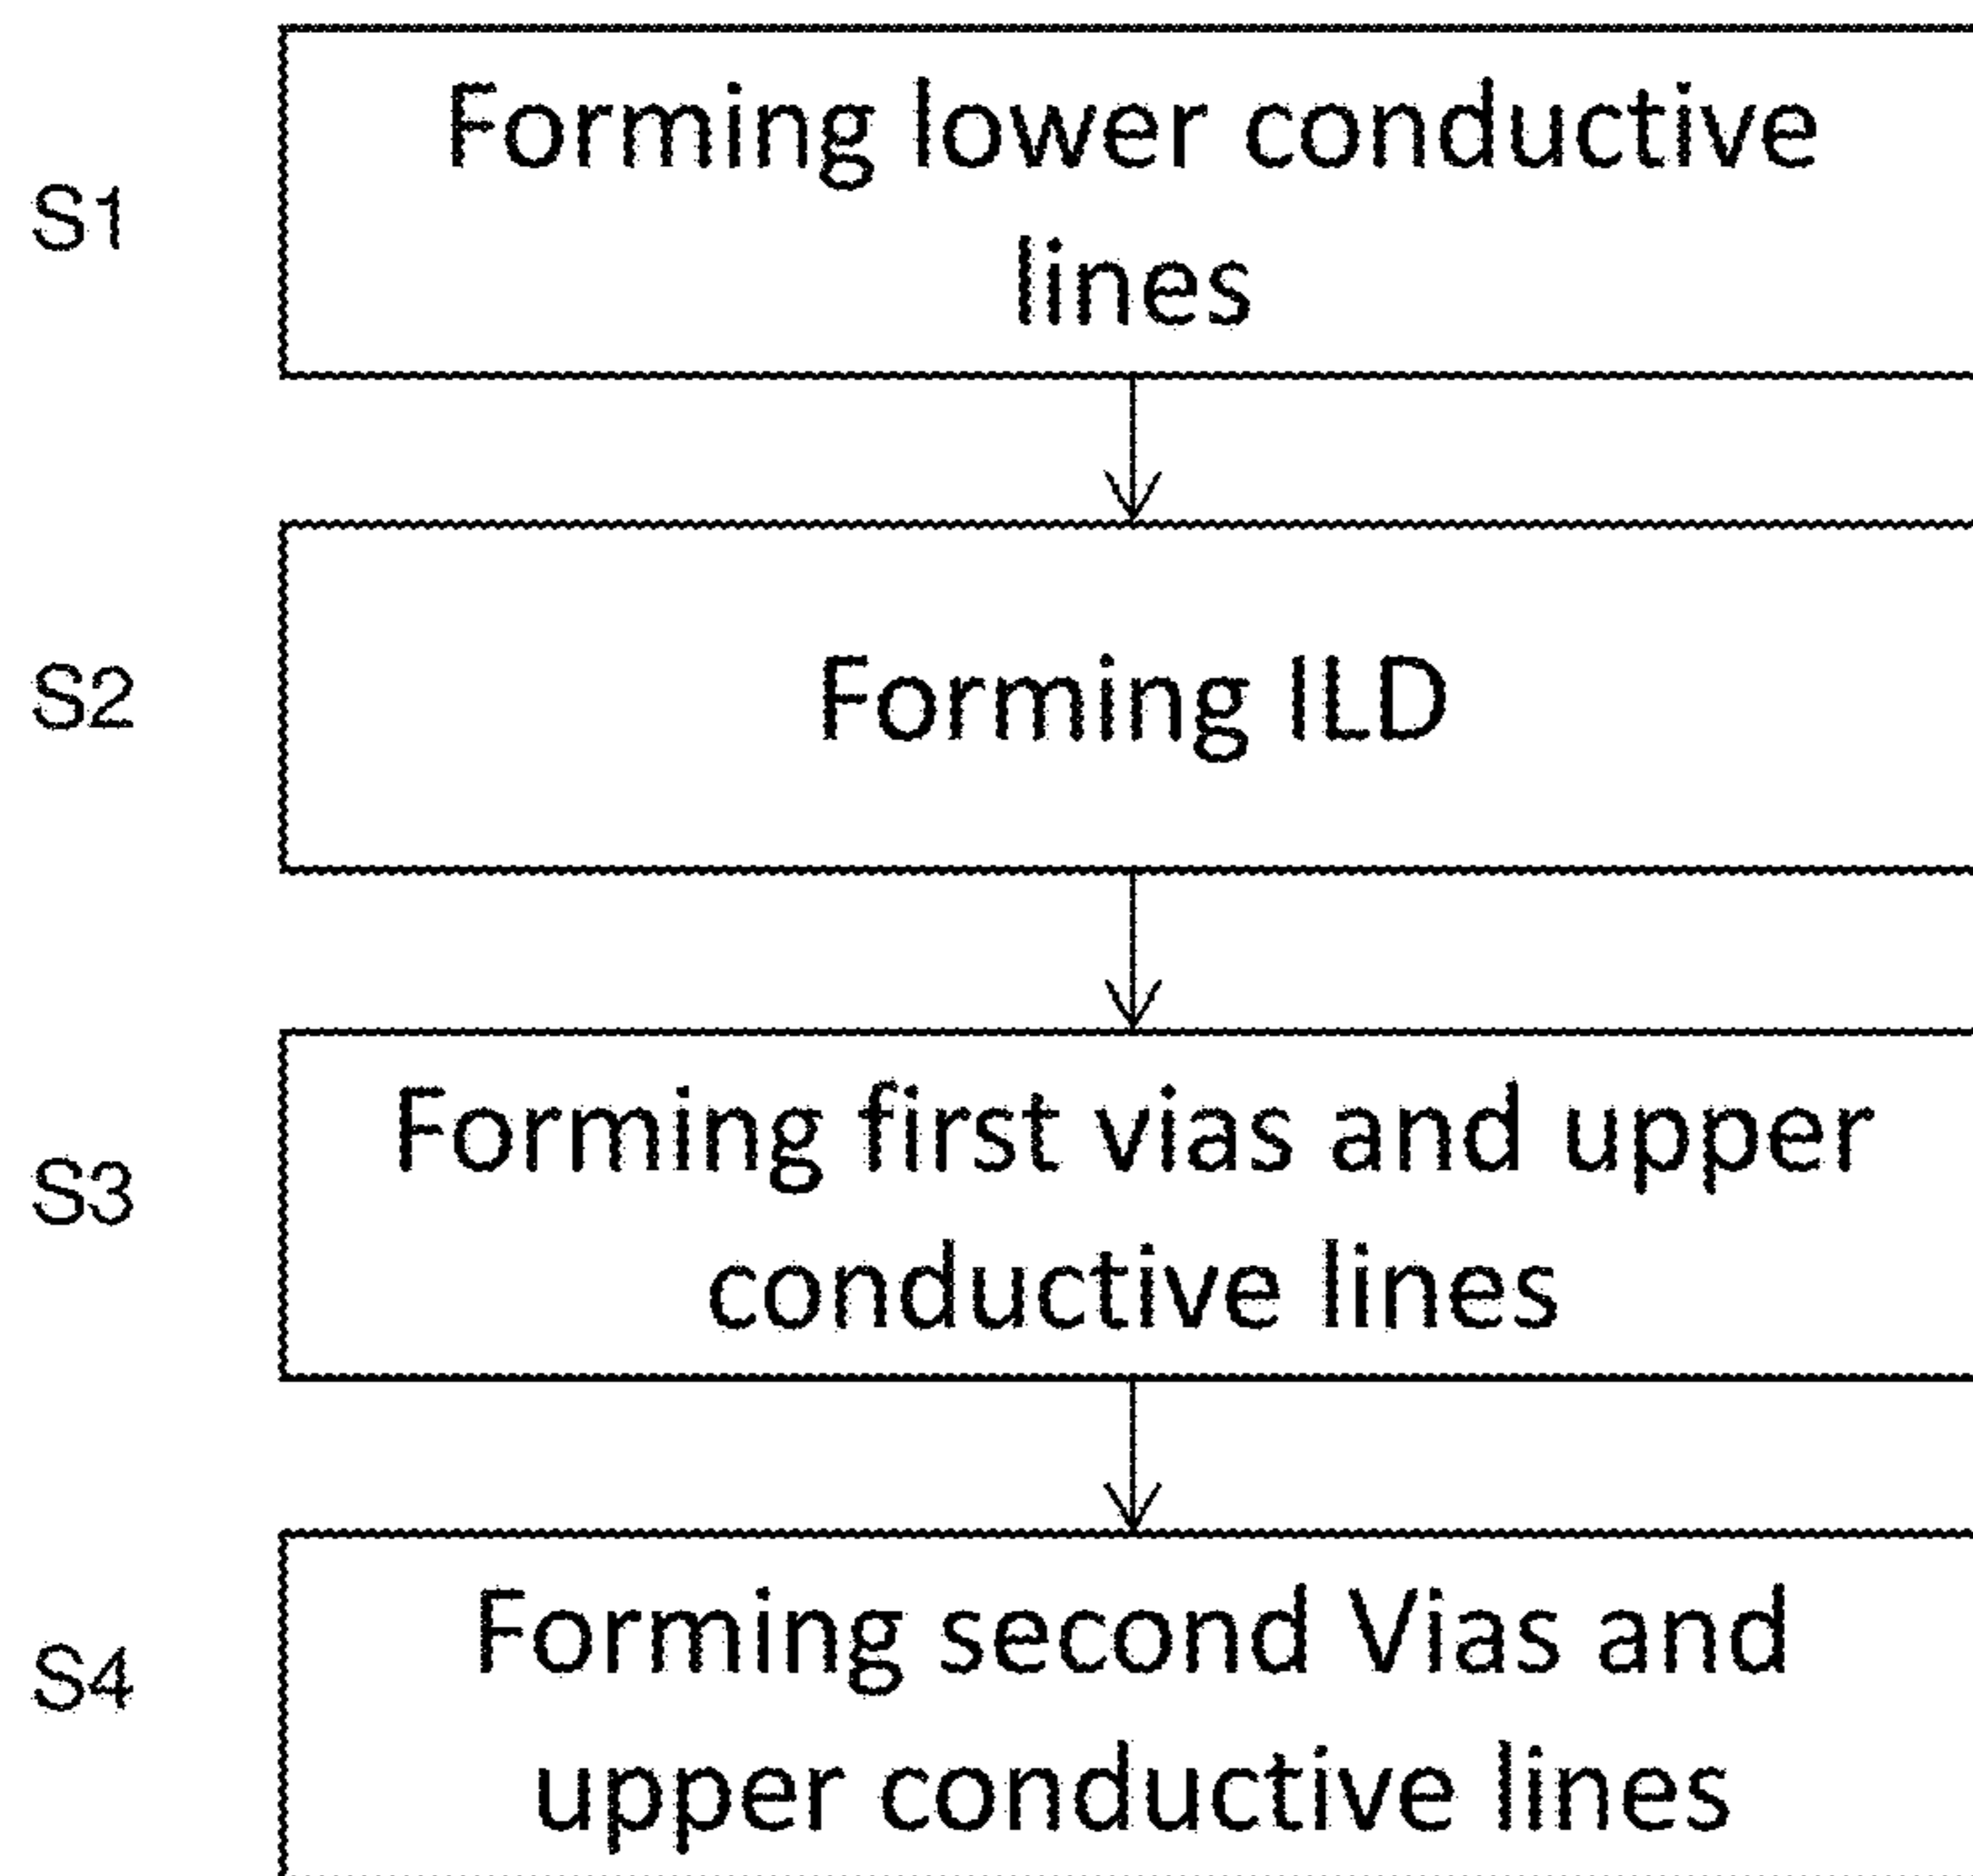 S1
Forming lower conductive
lines
S2
Forming ILD
S3
Forming first vias and upper
conductive lines
S4
Forming second Vias and
upper conductive lines